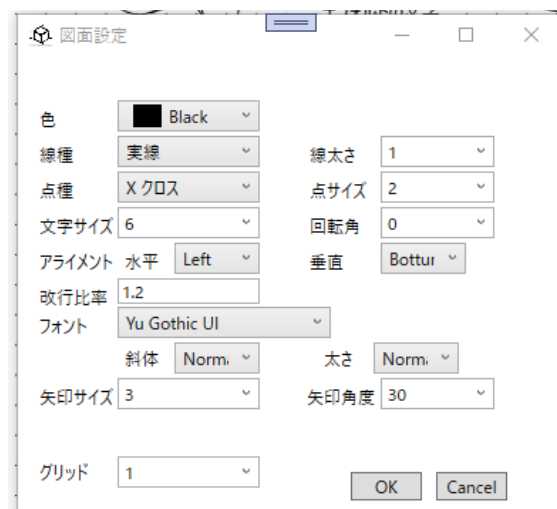 図面設定
色 Black
線種 実線 線太さ 1
点種 X クロス 点サイズ 2
文字サイズ 6 回転角 0
アライメント 水平 Left 垂直 Bottur
改行比率 1.2
フォント Yu Gothic UI
斜体 Norm 太さ Norm
矢印サイズ 3 矢印角度 30
グリッド 1
OK Cancel